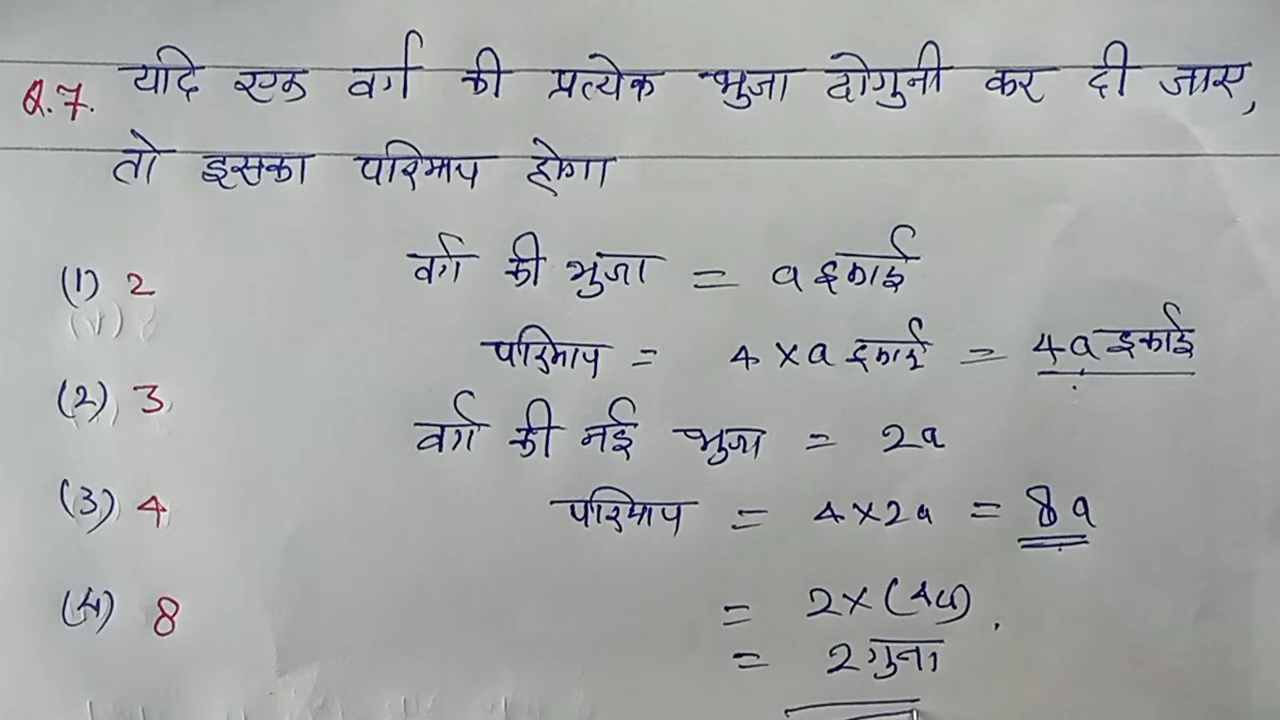 Q.7. यदि एक वर्ग की प्रत्येक भुजा दोगुनी कर दी जाए,
तो इसका परिमाप होगा
वर्ग की भुजा = a इकाई
(1) 2
परिमाप = 4 × a इकाई = 4a इकाई
(2) 3
वर्ग की नई भुजा = 2a
(3) 4
परिमाप = 4 × 2a = 8a
(4) 8
= 2 × (4a).
= 2 गुना